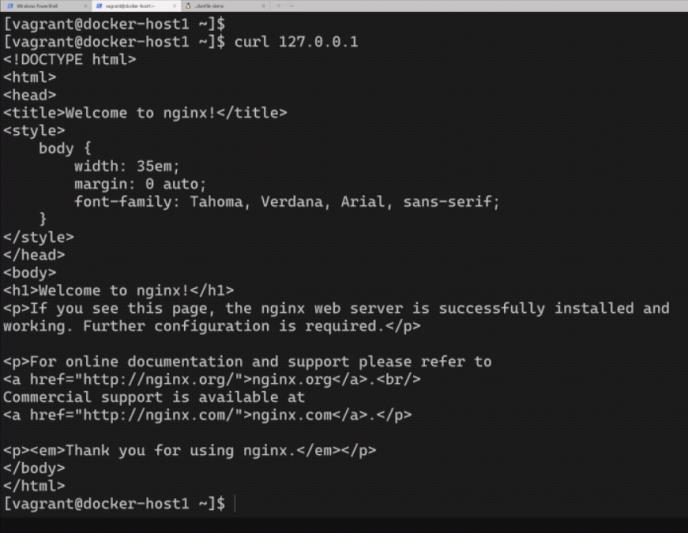 Windows PowerShell
vagrant@docker-host1:~
[vagrant@docker-host1 ~]$
[vagrant@docker-host1 ~]$ curl 127.0.0.1
<!DOCTYPE html>
<html>
<head>
<title>Welcome to nginx!</title>
<style>
    body {
        width: 35em;
        margin: 0 auto;
        font-family: Tahoma, Verdana, Arial, sans-serif;
    }
</style>
</head>
<body>
<h1>Welcome to nginx!</h1>
<p>If you see this page, the nginx web server is successfully installed and
working. Further configuration is required.</p>

<p>For online documentation and support please refer to
<a href="http://nginx.org/">nginx.org</a>.<br/>
Commercial support is available at
<a href="http://nginx.com/">nginx.com</a>.</p>

<p><em>Thank you for using nginx.</em></p>
</body>
</html>
[vagrant@docker-host1 ~]$